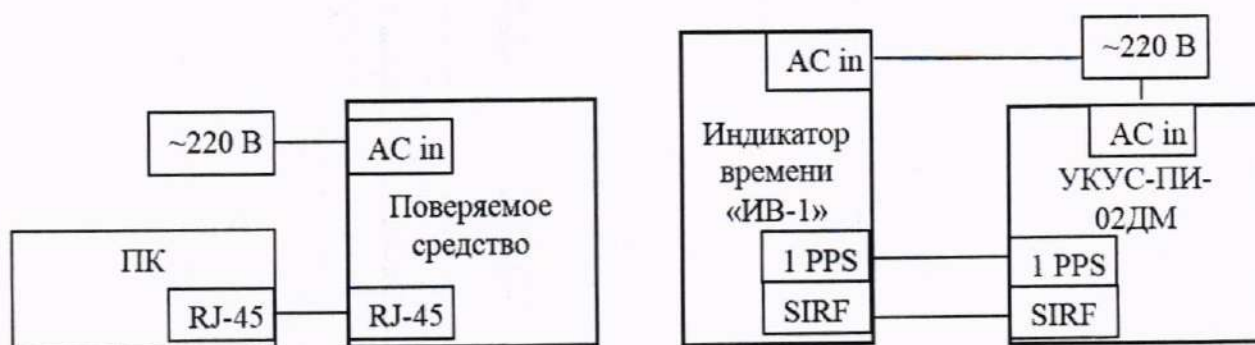 ~220 В
AC in
Поверяемое
средство
ПК
RJ-45
RJ-45
AC in
~220 В
Индикатор
времени
«ИВ-1»
AC in
УКУС-ПИ-
02ДМ
1 PPS
1 PPS
SIRF
SIRF